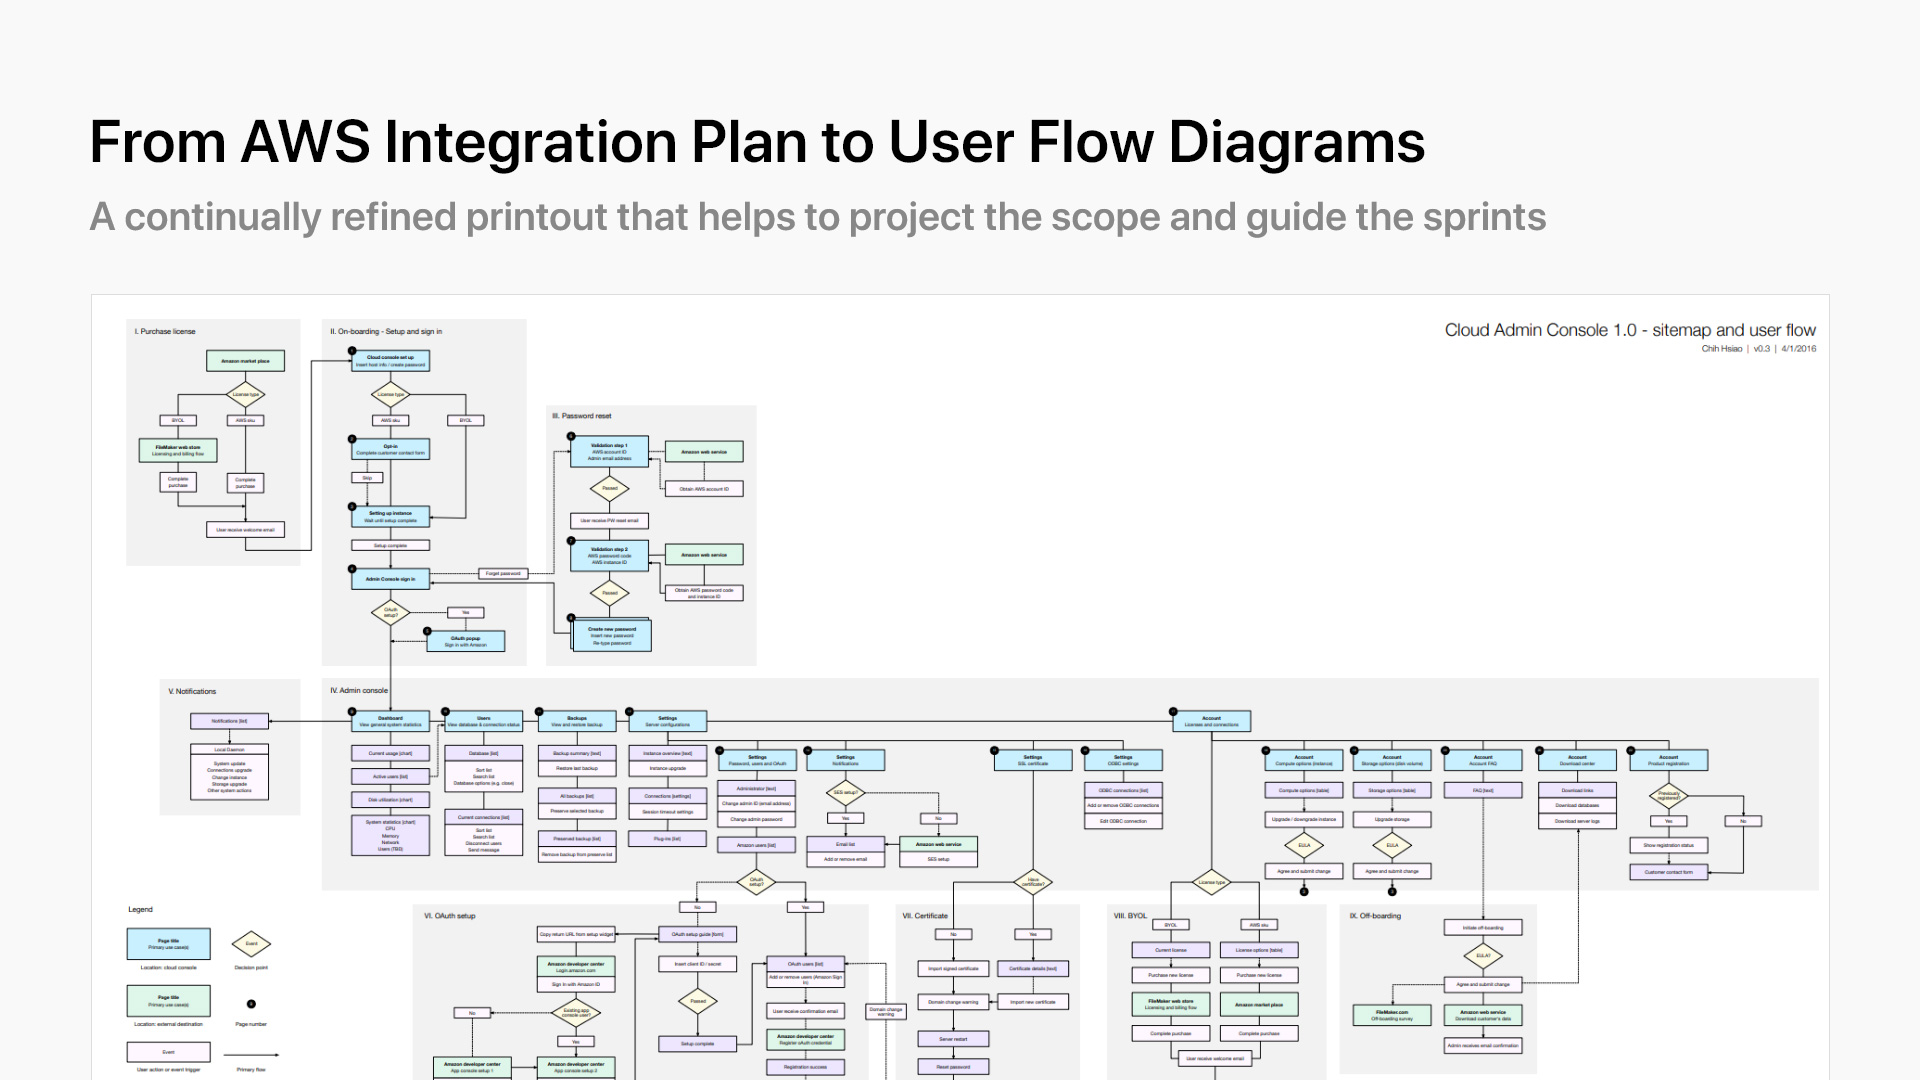 From AWS Integration Plan to User Flow Diagrams
A continually refined printout that helps to project the scope and guide the sprints
Cloud Admin Console 1.0 - sitemap and user flow
Chih Hsiao | v0.3 | 4/1/2016
I. Purchase license
Amazon market place
License type
BYOL
AWS sku
FileMaker web store
Licensing and billing flow
Complete
purchase
Complete
purchase
User receive welcome email
II. On-boarding - Setup and sign in
Cloud console set up
Insert host info / create password
License type
AWS sku
BYOL
Opt-in
Complete customer contact form
Skip
Setting up instance
Wait until setup complete
Setup complete
Admin Console sign in
Forget password
OAuth
setup?
Yes
OAuth popup
Sign in with Amazon
III. Password reset
Validation step 1
AWS account ID
Admin email address
Amazon web service
Obtain AWS account ID
Passed
User receive PW reset email
Validation step 2
AWS password code
AWS instance ID
Amazon web service
Obtain AWS password code
and instance ID
Passed
Create new password
Insert new password
Re-type password
V. Notifications
Notifications [list]
Local Daemon
System update
Connections upgrade
Change instance
Storage upgrade
Other system actions
IV. Admin console
Dashboard
View general system statistics
Current usage [chart]
Active users [list]
Disk utilization [chart]
System statistics [chart]
CPU
Memory
Network
Users (TBD)
Users
View database & connection status
Database [list]
Sort list
Search list
Database options (e.g. close)
Current connections [list]
Sort list
Search list
Disconnect users
Send message
Backups
View and restore backup
Backup summary [text]
Restore last backup
All backups [list]
Preserve selected backup
Preserved backup [list]
Remove backup from preserve list
Settings
Server configurations
Instance overview [text]
Instance upgrade
Connections [settings]
Session timeout settings
Plug-ins [list]
Settings
Password, users and OAuth
Administrator [text]
Change admin ID (email address)
Change admin password
Amazon users [list]
OAuth
setup?
Settings
Notifications
SES setup?
Yes
No
Email list
Add or remove email
Amazon web service
SES setup
Settings
SSL certificate
Have
certificate?
Settings
ODBC settings
ODBC connections [list]
Add or remove ODBC connections
Edit ODBC connection
Account
Licenses and connections
License type
Account
Compute options (instance)
Compute options [table]
Upgrade / downgrade instance
EULA
Agree and submit change
Account
Storage options (disk volume)
Storage options [table]
Upgrade storage
EULA
Agree and submit change
Account
Account FAQ
FAQ [text]
Account
Download center
Download links
Download databases
Download server logs
Account
Product registration
Previously
registered?
Yes
No
Show registration status
Customer contact form
Legend
Page title
Primary use case(s)
Location: cloud console
Event
Decision point
Page title
Primary use case(s)
Location: external destination
Page number
Event
User action or event trigger
Primary flow
VI. OAuth setup
No
Yes
Copy return URL from setup widget
OAuth setup guide [form]
Amazon developer center
Login amazon.com
Sign In with Amazon ID
Insert client ID / secret
Existing app
console user?
No
Yes
Passed
Setup complete
Amazon developer center
App console setup 1
Amazon developer center
App console setup 2
OAuth users [list]
Add or remove users (Amazon Sign
In)
User receive confirmation email
Amazon developer center
Register oAuth credential
Registration success
Domain change
warning
VII. Certificate
No
Yes
Import signed certificate
Certificate details [text]
Domain change warning
Import new certificate
Server restart
Reset password
VIII. BYOL
BYOL
AWS sku
Current license
License options [table]
Purchase new license
Purchase new license
FileMaker web store
Licensing and billing flow
Amazon market place
Complete purchase
Complete purchase
User receive welcome email
IX. Off-boarding
Initiate off-boarding
EULA?
Agree and submit change
FileMaker.com
Off-boarding survey
Amazon web service
Download customer's data
Admin receives email confirmation